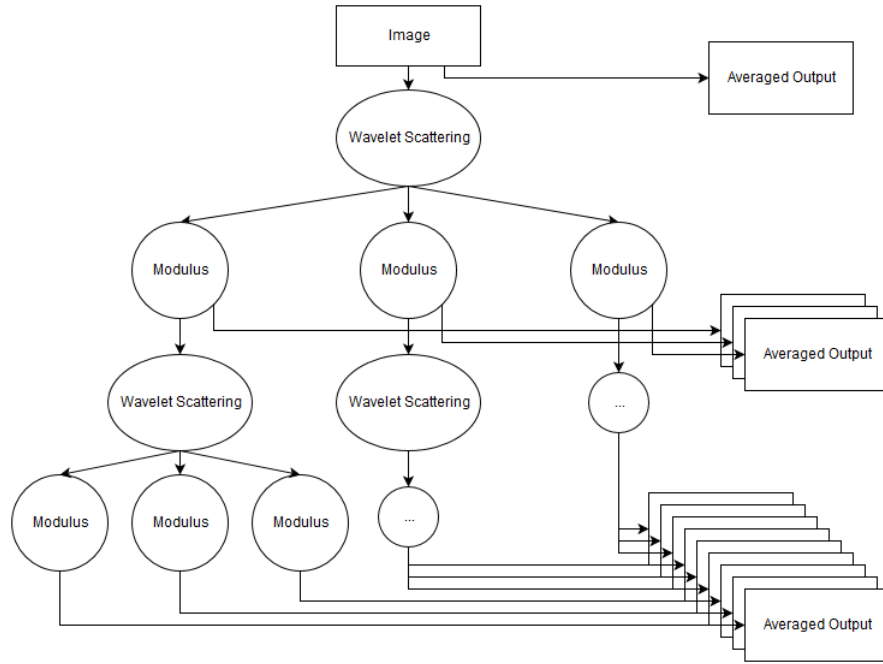 Image
Averaged Output
Wavelet Scattering
Modulus
Modulus
Modulus
Averaged Output
Wavelet Scattering
Wavelet Scattering
...
Modulus
Modulus
Modulus
...
Averaged Output